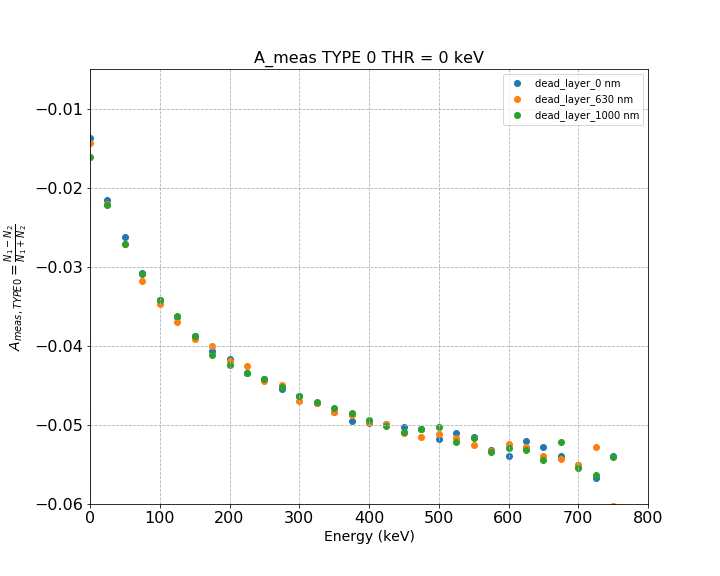 A_meas TYPE 0 THR = 0 keV
dead_layer_0 nm
dead_layer_630 nm
dead_layer_1000 nm
−0.01
−0.02
−0.03
−0.04
−0.05
−0.06
A_{meas, TYPE0} = \frac{N_1 − N_2}{N_1 + N_2}
0 100 200 300 400 500 600 700 800
Energy (keV)